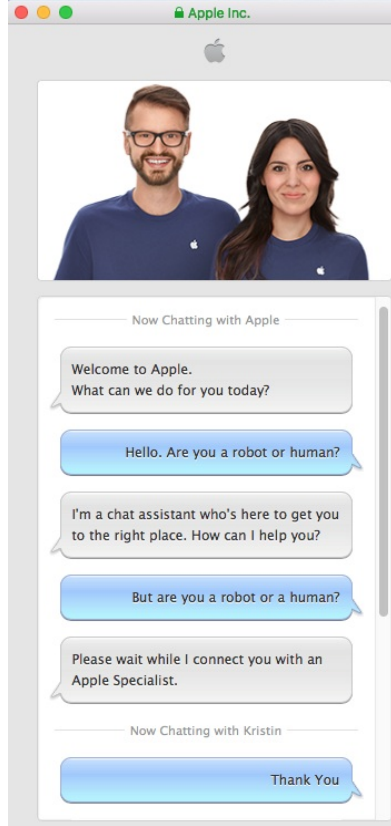 Apple Inc.
Now Chatting with Apple
Welcome to Apple.
What can we do for you today?
Hello. Are you a robot or human?
I'm a chat assistant who's here to get you
to the right place. How can I help you?
But are you a robot or a human?
Please wait while I connect you with an
Apple Specialist.
Now Chatting with Kristin
Thank You